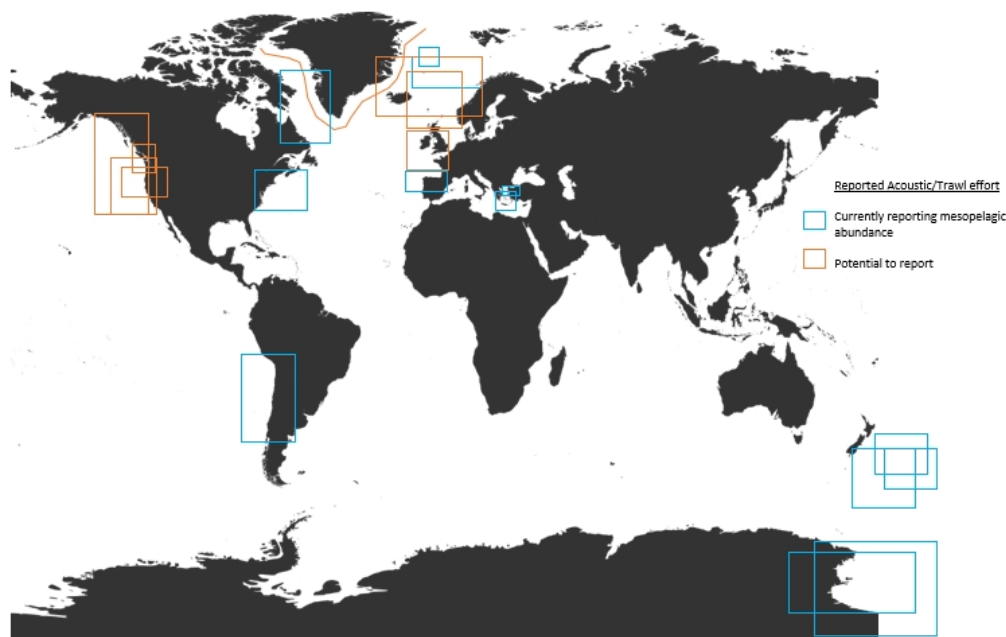 Reported Acoustic/Trawl effort
Currently reporting mesopelagic
abundance
Potential to report